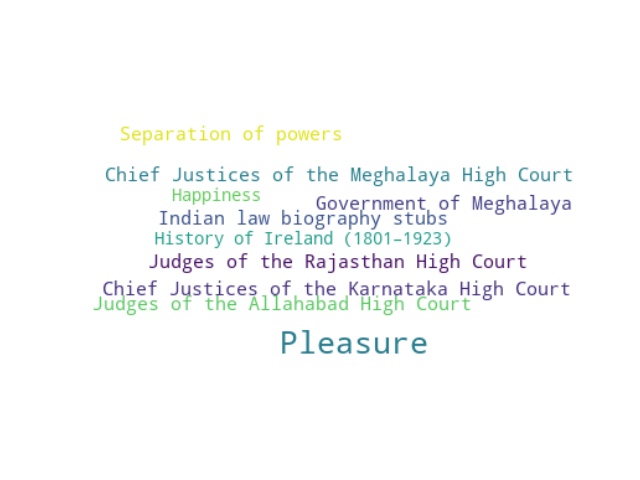 Separation of powers
Chief Justices of the Meghalaya High Court
Happiness
Government of Meghalaya
Indian law biography stubs
History of Ireland (1801–1923)
Judges of the Rajasthan High Court
Chief Justices of the Karnataka High Court
Judges of the Allahabad High Court
Pleasure